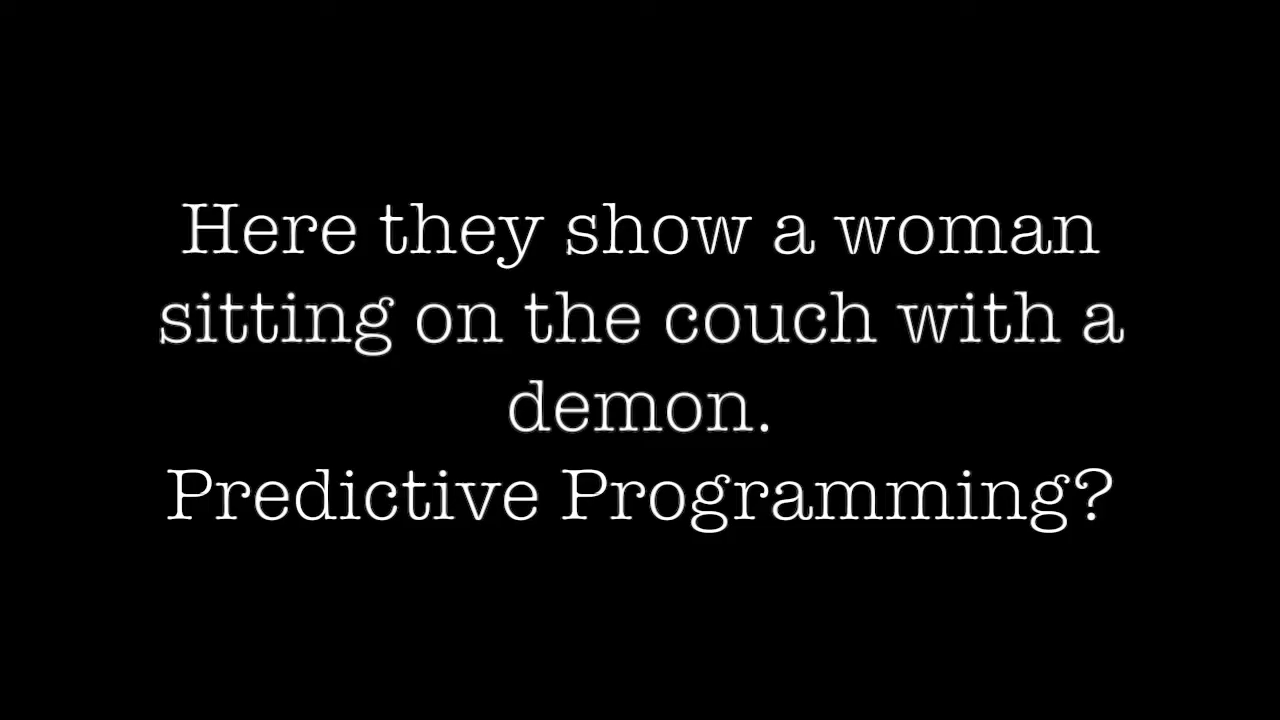 Here they show a woman
sitting on the couch with a
demon.
Predictive Programming?